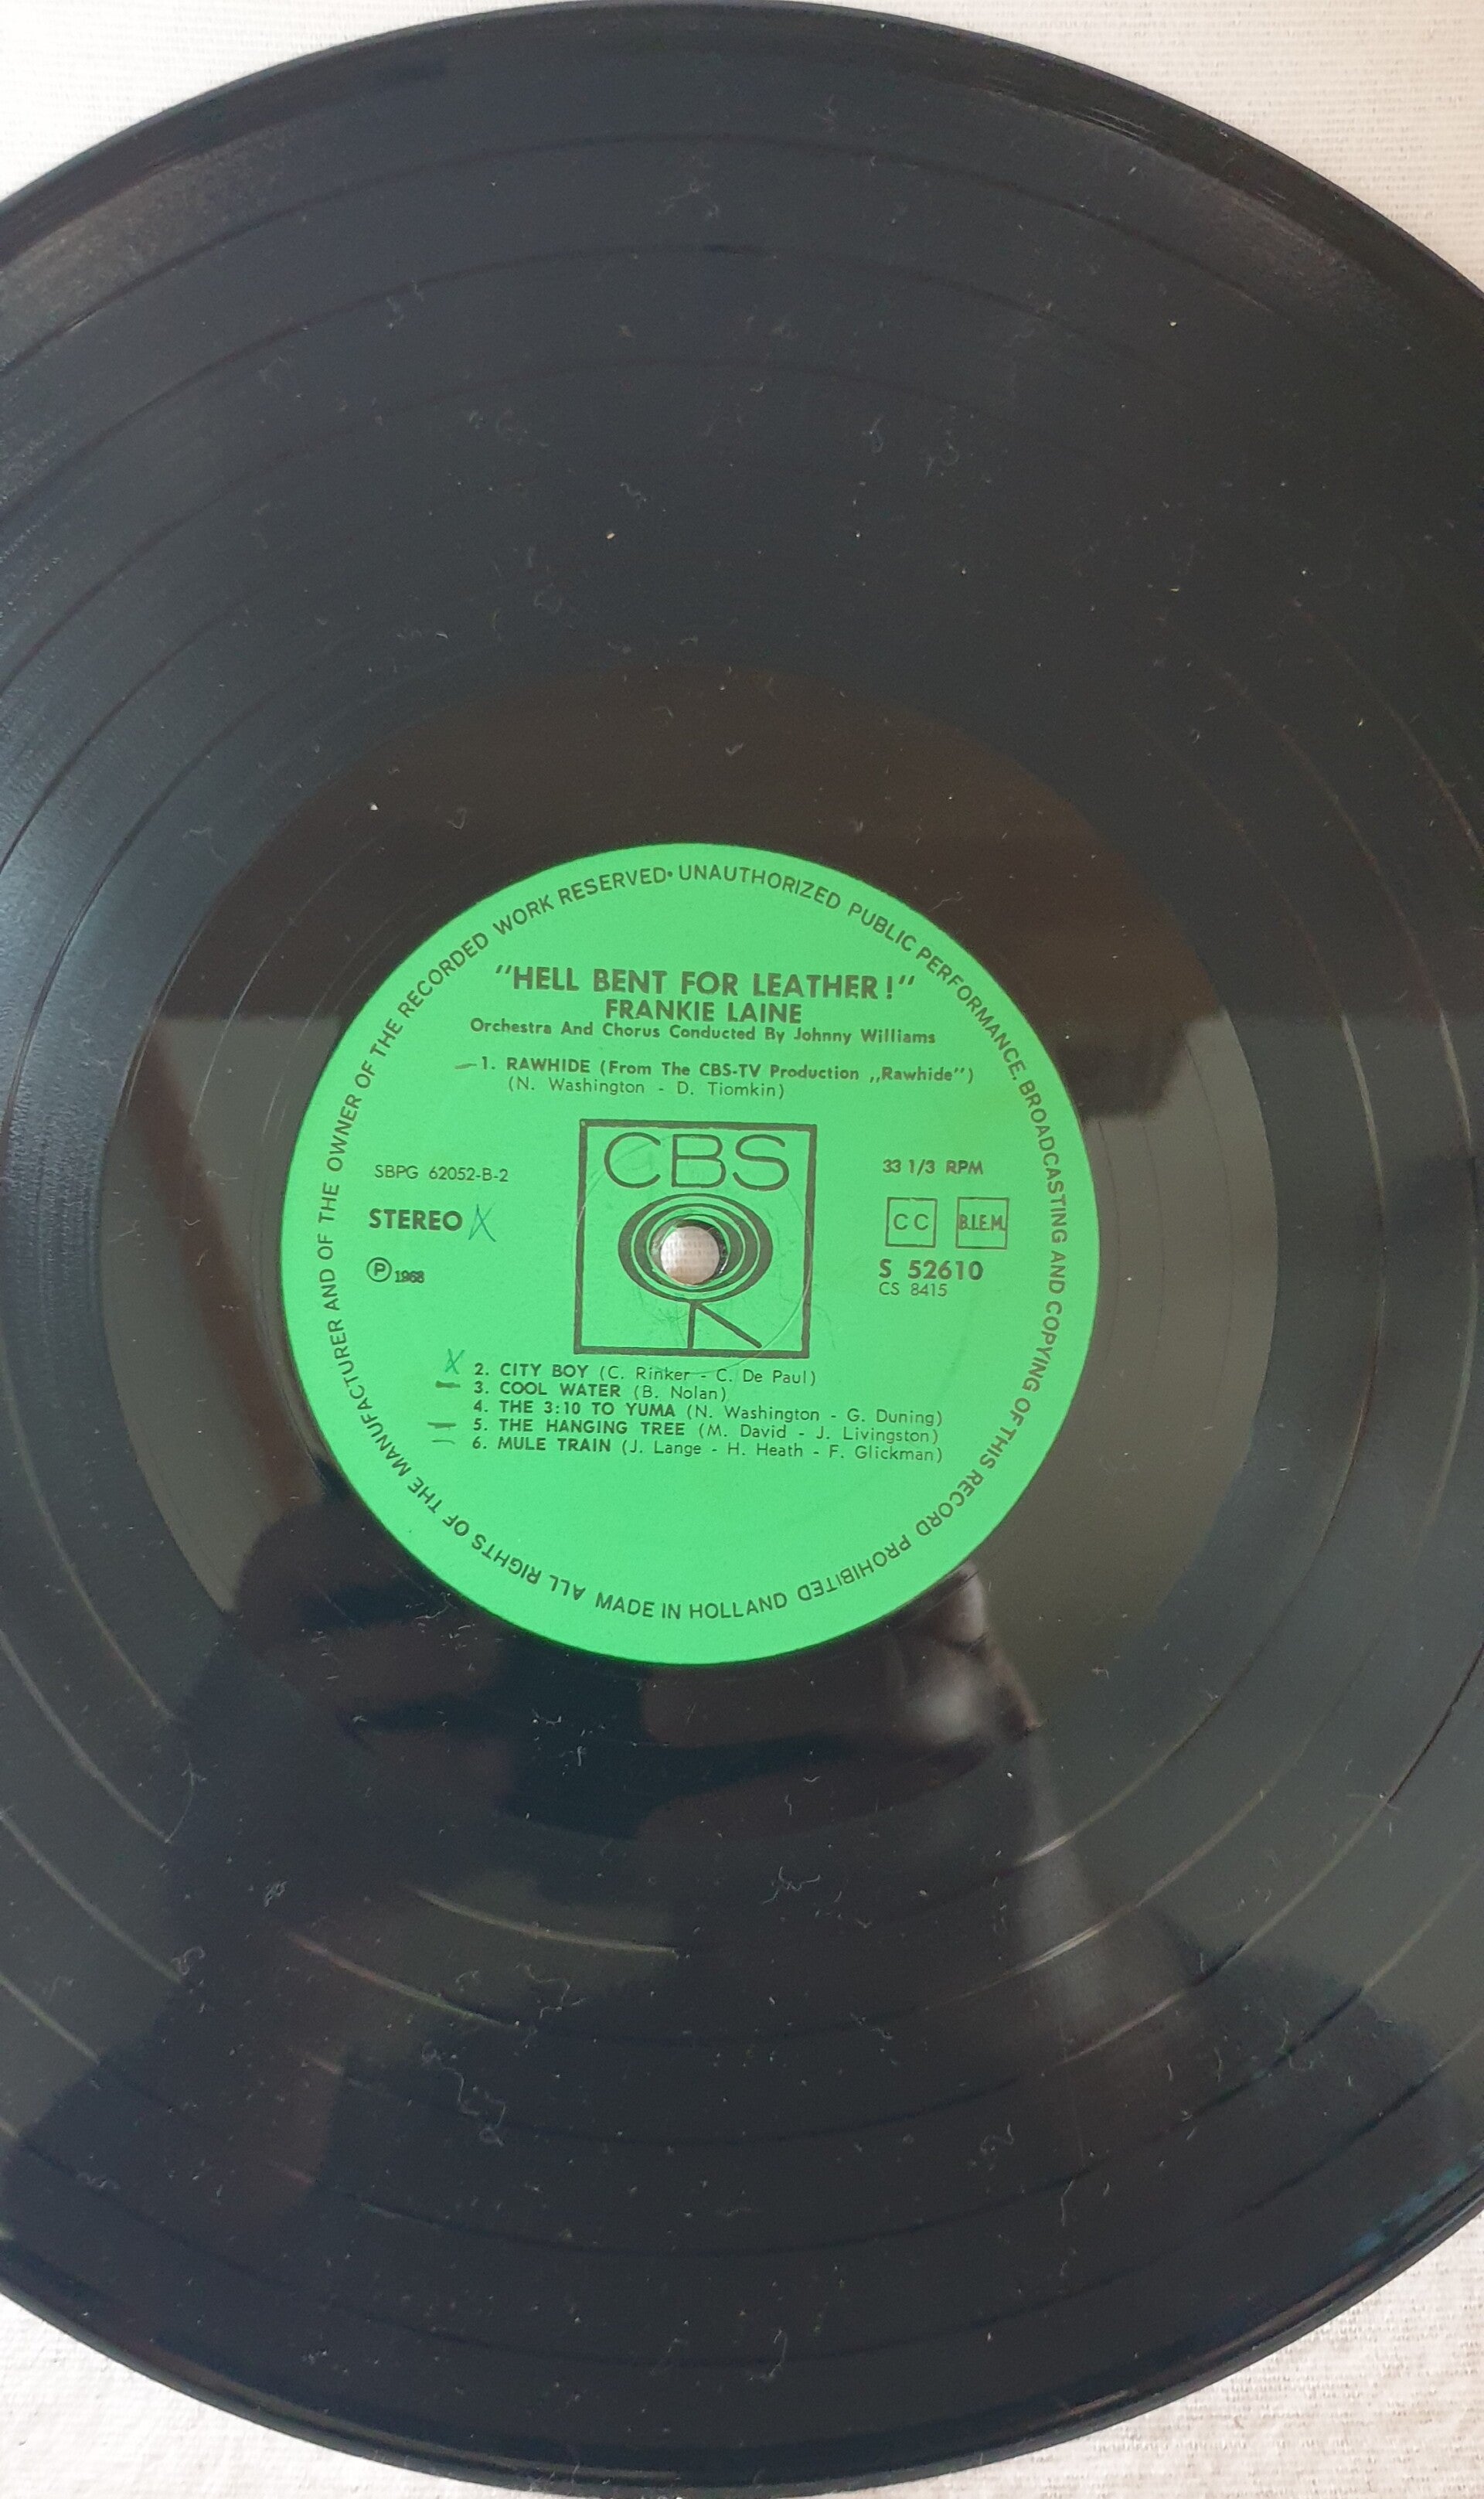 ALL RIGHTS OF THE MANUFACTURER AND OF THE OWNER OF THE RECORDED WORK RESERVED• UNAUTHORIZED PUBLIC PERFORMANCE. BROADCASTING AND COPYING OF THIS RECORD PROHIBITED
MADE IN HOLLAND
"HELL BENT FOR LEATHER!"
FRANKIE LAINE
Orchestra And Chorus Conducted By Johnny Williams
1. RAWHIDE (From The CBS-TV Production „Rawhide")
(N. Washington - D. Tiomkin)
CBS
SBPG 62052-B-2
STEREO X
Ⓟ 1968
33 1/3 RPM
CC B.I.E.M.
S 52610
CS 8415
X 2. CITY BOY (C. Rinker - C. De Paul)
3. COOL WATER (B. Nolan)
4. THE 3:10 TO YUMA (N. Washington - G. Duning)
5. THE HANGING TREE (M. David - J. Livingston)
6. MULE TRAIN (J. Lange - H. Heath - F. Glickman)